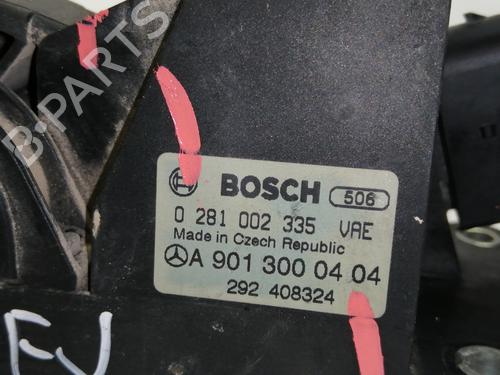 B-PARTS
BOSCH 506
0 281 002 335 VAE
Made in Czech Republic
A 901 300 04 04
292 408324